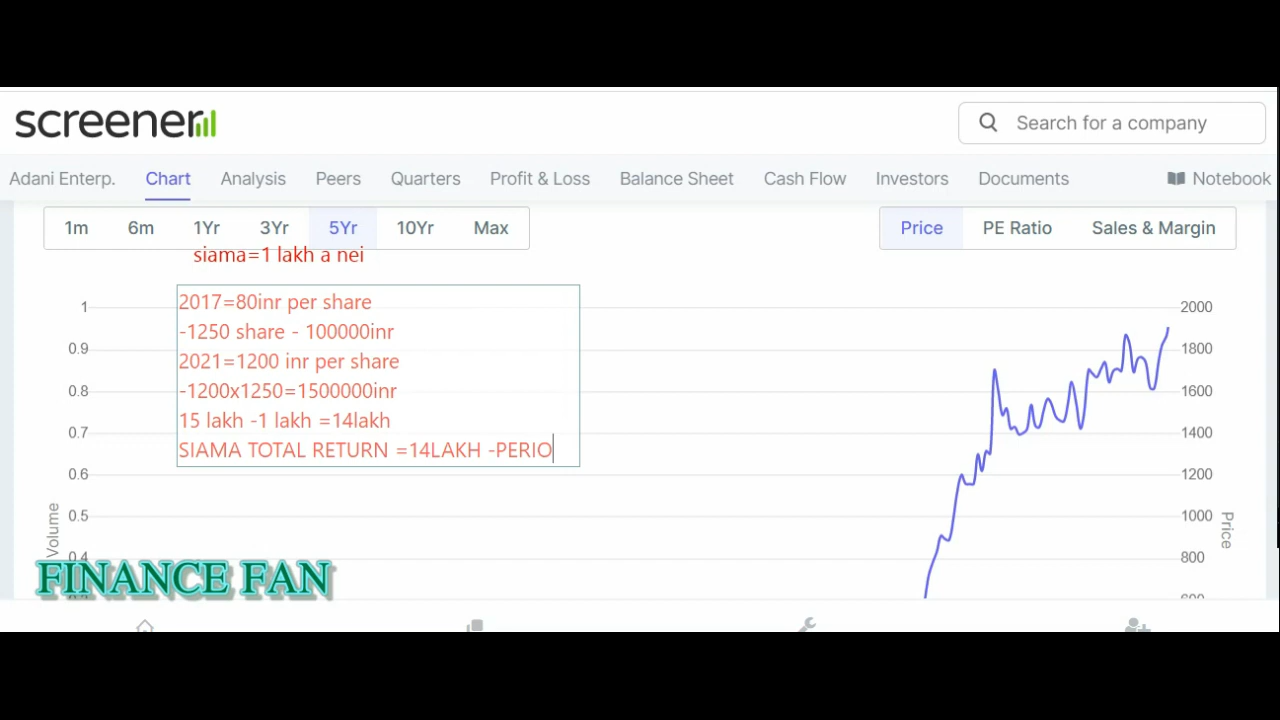 screener
Search for a company
Adani Enterp. Chart Analysis Peers Quarters Profit & Loss Balance Sheet Cash Flow Investors Documents Notebook
1m 6m 1Yr 3Yr 5Yr 10Yr Max Price PE Ratio Sales & Margin
siama=1 lakh a nei
2017=80inr per share
-1250 share - 100000inr
2021=1200 inr per share
-1200x1250=1500000inr
15 lakh -1 lakh =14lakh
SIAMA TOTAL RETURN =14LAKH -PERIO
1 2000
0.9 1800
0.8 1600
0.7 1400
0.6 1200
0.5 1000
0.4 800
600
Volume
Price
FINANCE FAN